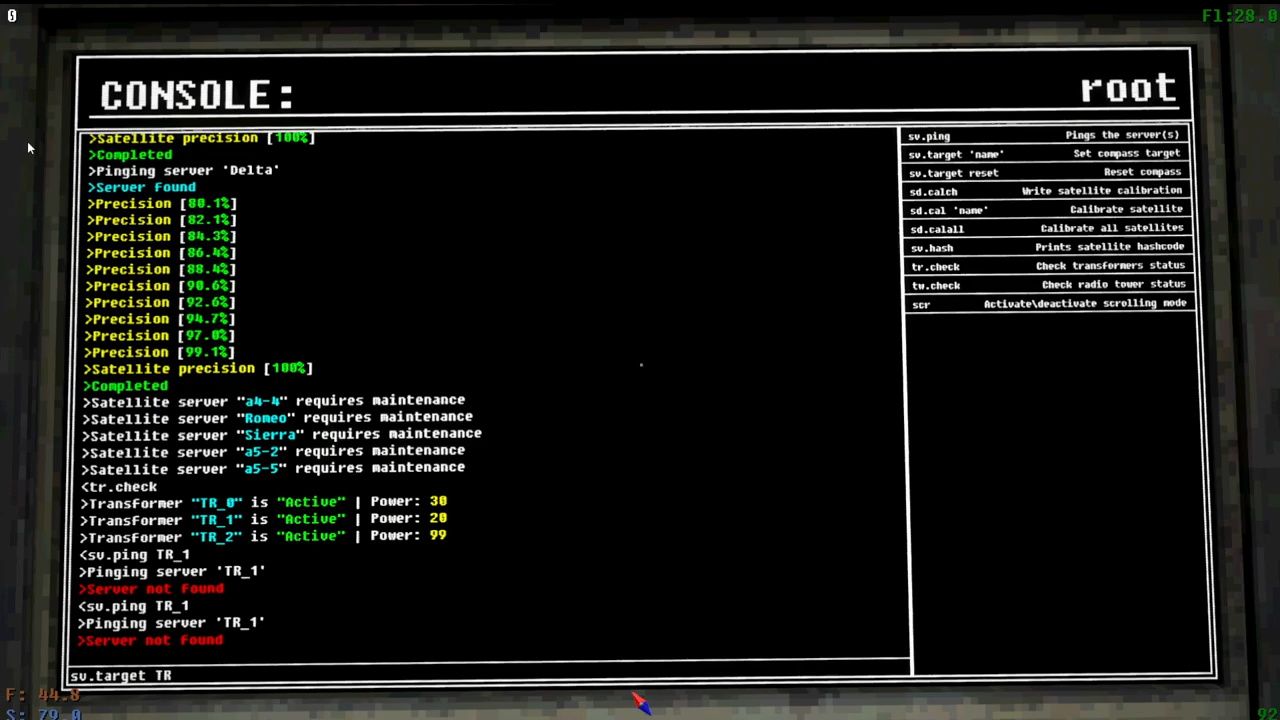 0
F1:28.0
CONSOLE:
root
>Satellite precision [100%]
>Completed
>Pinging server 'Delta'
>Server found
>Precision [80.1%]
>Precision [82.1%]
>Precision [84.3%]
>Precision [86.4%]
>Precision [88.4%]
>Precision [90.6%]
>Precision [92.6%]
>Precision [94.7%]
>Precision [97.0%]
>Precision [99.1%]
>Satellite precision [100%]
>Completed
>Satellite server "a4-4" requires maintenance
>Satellite server "Romeo" requires maintenance
>Satellite server "Sierra" requires maintenance
>Satellite server "a5-2" requires maintenance
>Satellite server "a5-5" requires maintenance
<tr.check
>Transformer "TR_0" is "Active" | Power: 30
>Transformer "TR_1" is "Active" | Power: 20
>Transformer "TR_2" is "Active" | Power: 99
<sv.ping TR_1
>Pinging server 'TR_1'
>Server not found
<sv.ping TR_1
>Pinging server 'TR_1'
>Server not found
sv.target TR
sv.ping Pings the server(s)
sv.target 'name' Set compass target
sv.target reset Reset compass
sd.calch Write satellite calibration
sd.cal 'name' Calibrate satellite
sd.calall Calibrate all satellites
sv.hash Prints satellite hashcode
tr.check Check transformers status
tw.check Check radio tower status
scr Activate\deactivate scrolling mode
F: 44.8
S: 79.0
92